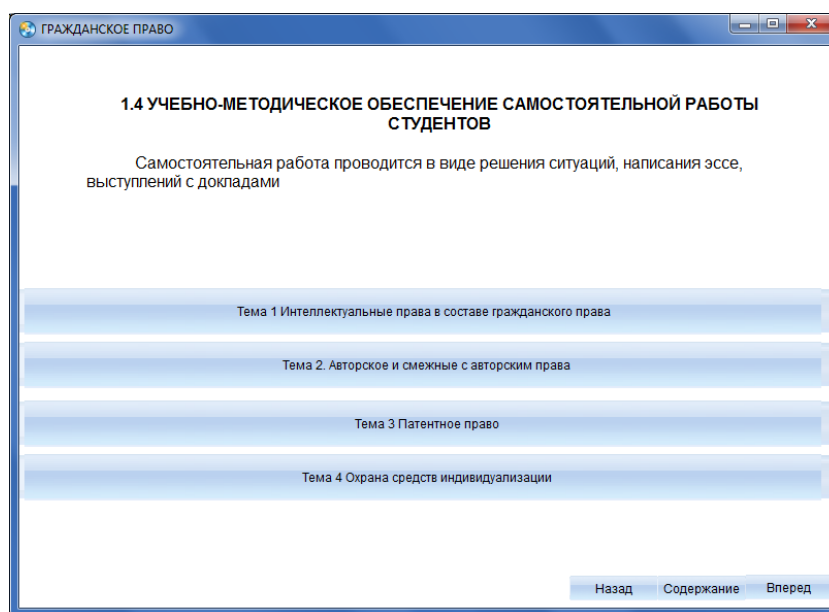 ГРАЖДАНСКОЕ ПРАВО
1.4 УЧЕБНО-МЕТОДИЧЕСКОЕ ОБЕСПЕЧЕНИЕ САМОСТОЯТЕЛЬНОЙ РАБОТЫ
СТУДЕНТОВ
Самостоятельная работа проводится в виде решения ситуаций, написания эссе,
выступлений с докладами
Тема 1 Интеллектуальные права в составе гражданского права
Тема 2. Авторское и смежные с авторским права
Тема 3 Патентное право
Тема 4 Охрана средств индивидуализации
Назад Содержание Вперед